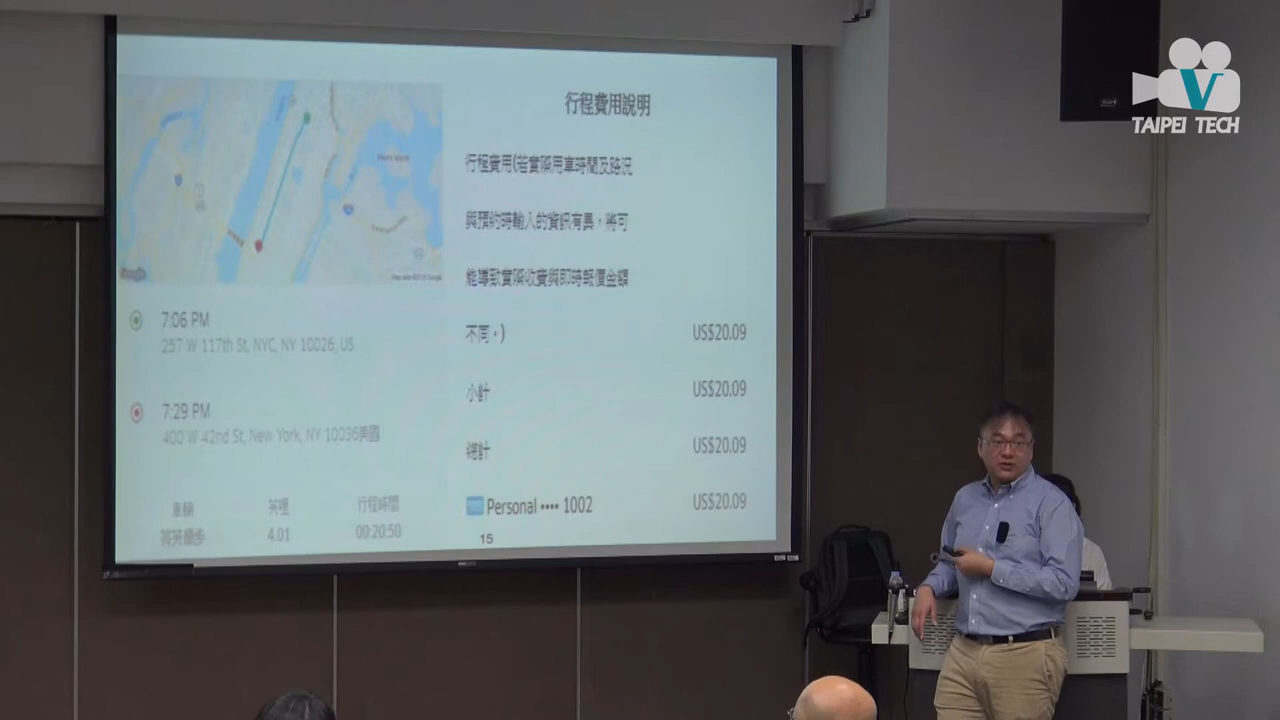 TAIPEI TECH
行程費用說明
行程費用(若實際用車時間及路況
與預約時輸入的資訊有異，將可
能導致實際收費與即時報價金額
不同。) US$20.09
小計 US$20.09
總計 US$20.09
Personal •••• 1002 US$20.09
7:06 PM
257 W 117th St, NYC, NY 10026, US
7:29 PM
400 W 42nd St, New York, NY 10036美國
車輛 英哩 行程時間
菁英優步 4.01 00:20:50
15